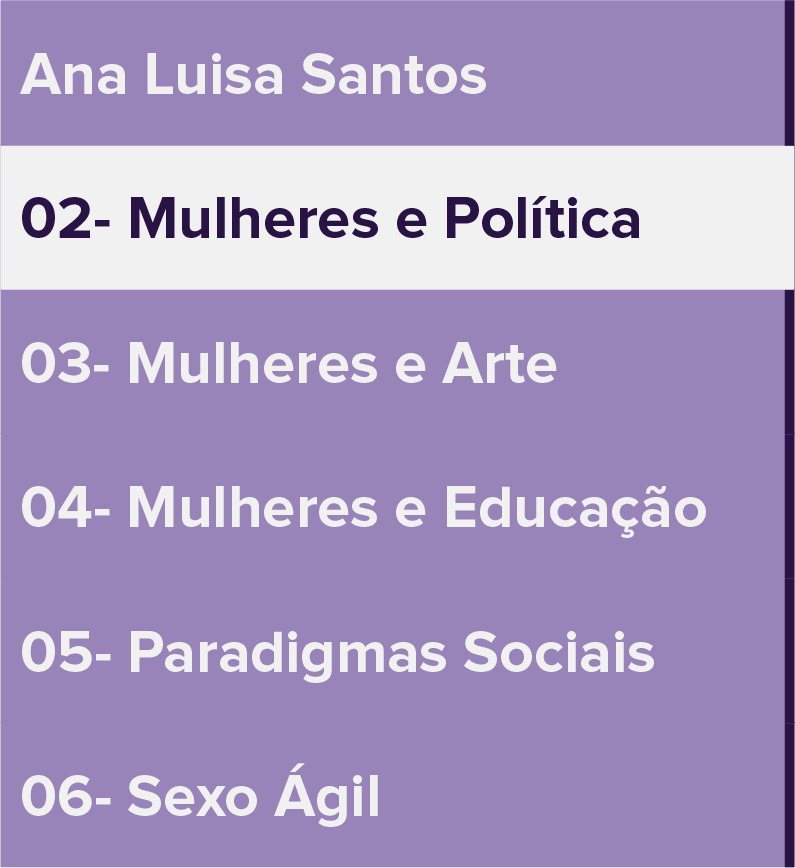 Ana Luisa Santos
02- Mulheres e Política
03- Mulheres e Arte
04- Mulheres e Educação
05- Paradigmas Sociais
06- Sexo Ágil